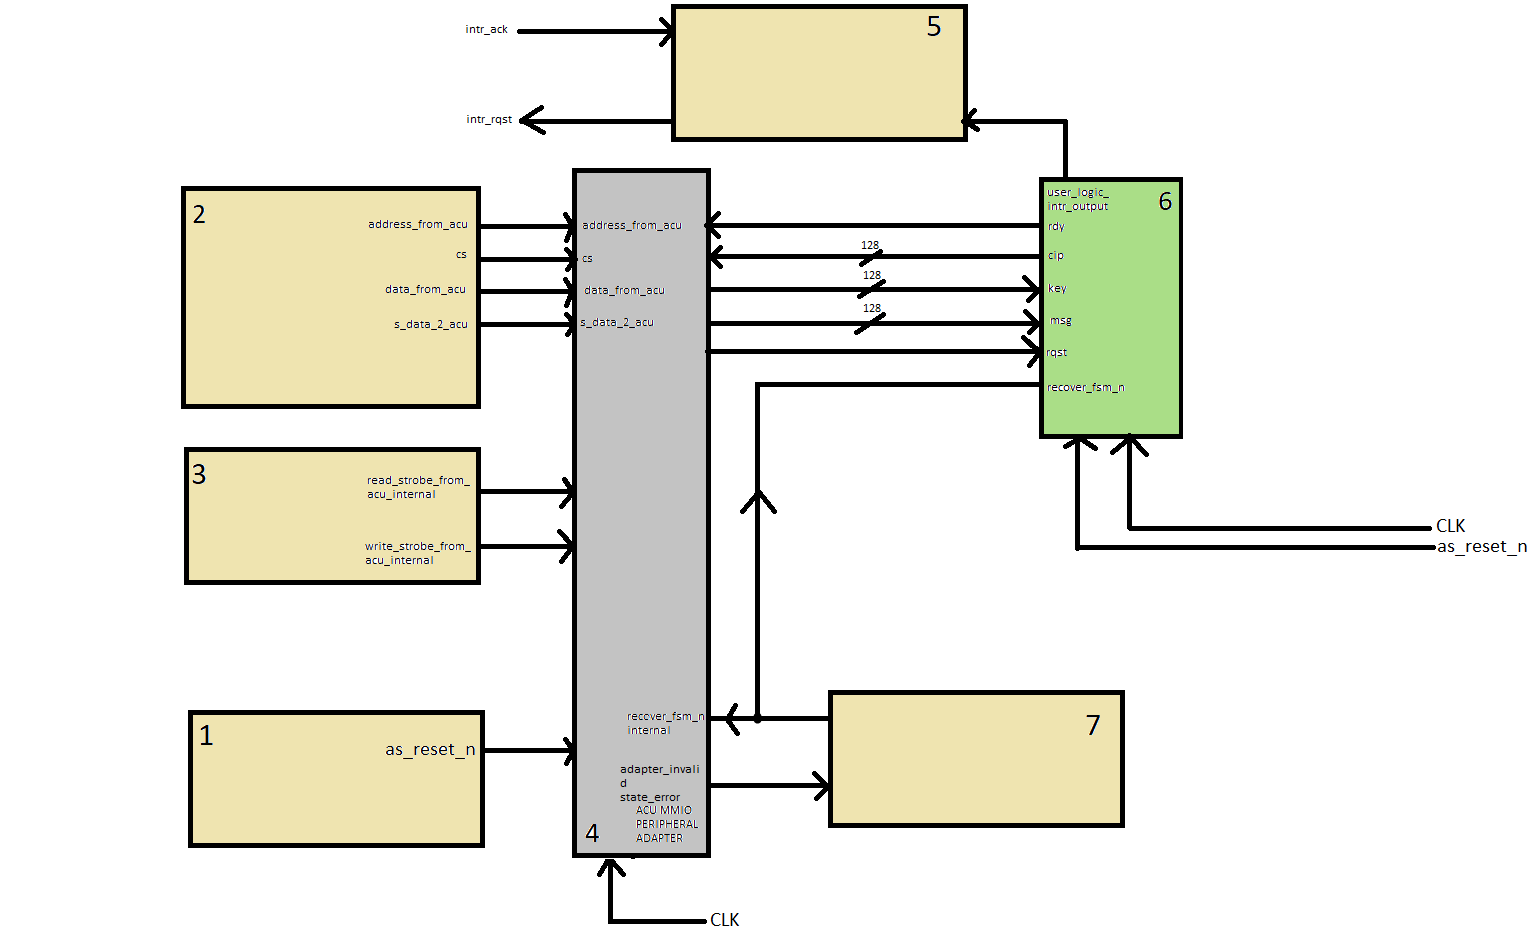 intr_ack
5
intr_rqst
2
address_from_acu
cs
data_from_acu
s_data_2_acu
address_from_acu
cs
data_from_acu
s_data_2_acu
128
128
128
user_logic_
intr_output
6
rdy
cip
key
msg
rqst
recover_fsm_n
3
read_strobe_from_
acu_internal
write_strobe_from_
acu_internal
CLK
as_reset_n
1
as_reset_n
recover_fsm_n
internal
adapter_invali
d
state_error
ACU MMIO
PERIPHERAL
ADAPTER
4
7
CLK